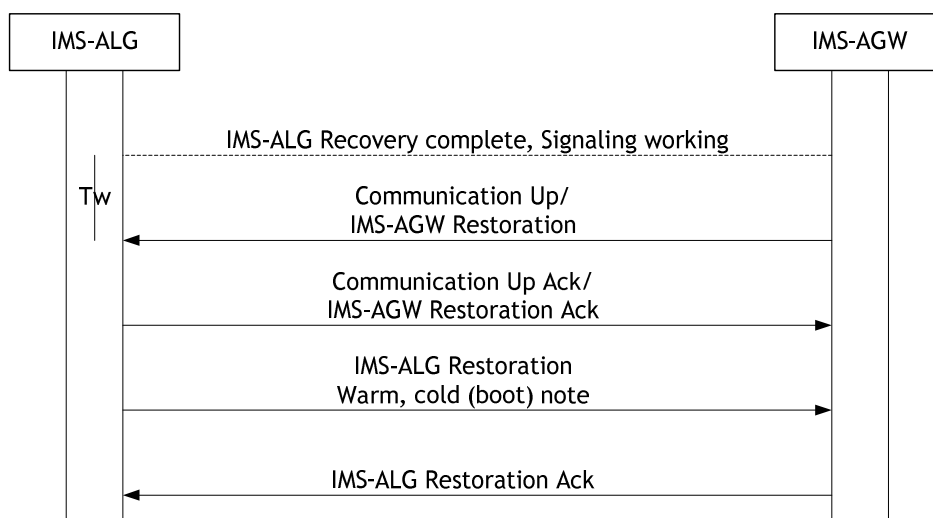 IMS-ALG
IMS-AGW
IMS-ALG Recovery complete, Signaling working
Tw
Communication Up/
IMS-AGW Restoration
Communication Up Ack/
IMS-AGW Restoration Ack
IMS-ALG Restoration
Warm, cold (boot) note
IMS-ALG Restoration Ack